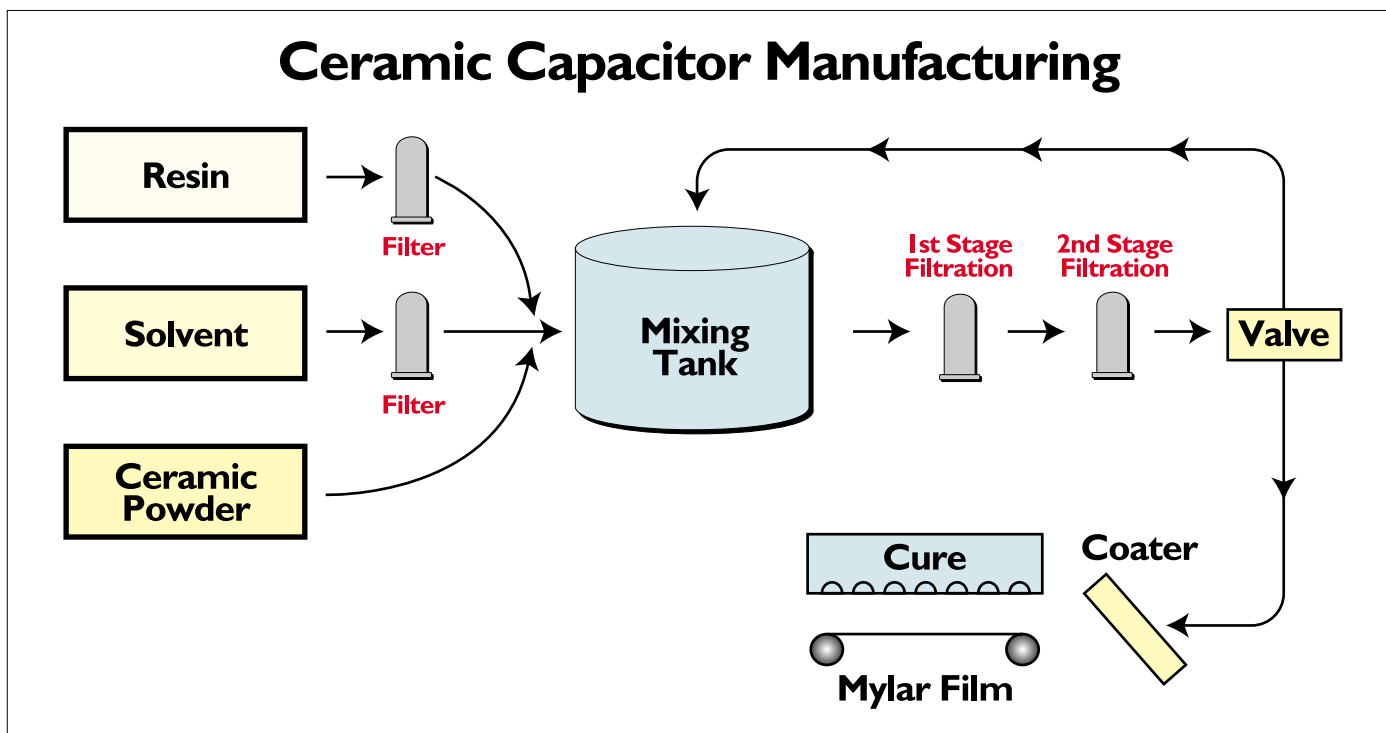 Ceramic Capacitor Manufacturing
Resin
Filter
Solvent
Filter
Ceramic
Powder
Mixing
Tank
1st Stage
Filtration
2nd Stage
Filtration
Valve
Coater
Cure
Mylar Film